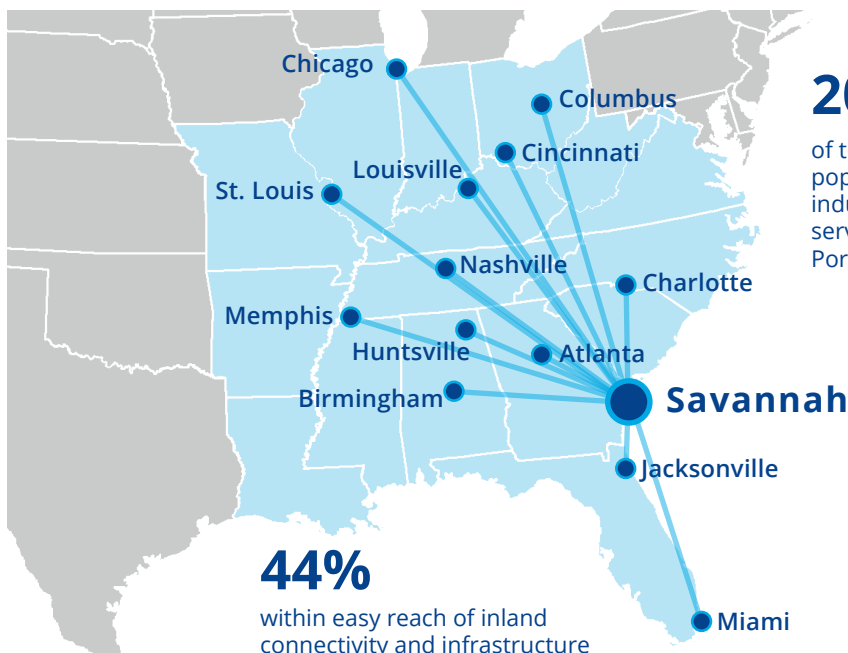 Chicago
Columbus
Cincinnati
Louisville
St. Louis
Nashville
Charlotte
Memphis
Huntsville
Atlanta
Birmingham
Savannah
Jacksonville
Miami
44%
within easy reach of inland
connectivity and infrastructure
20
of t
pop
indu
serv
Por